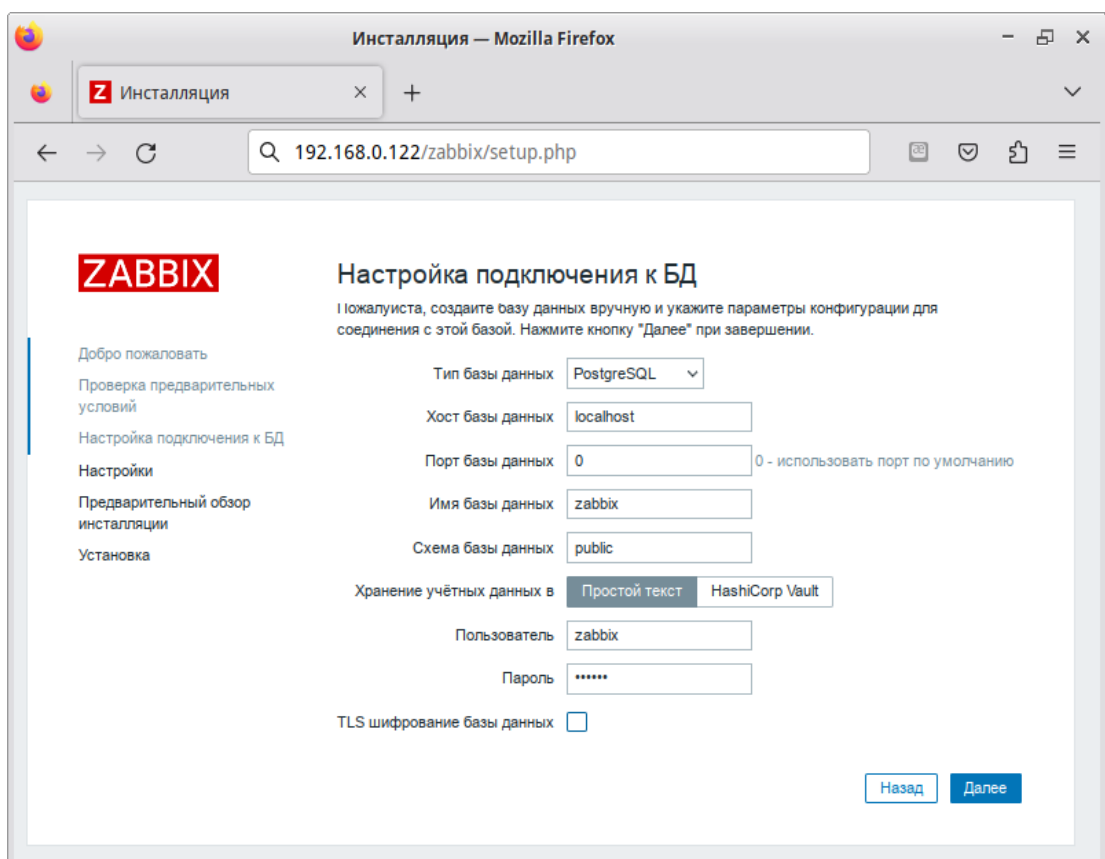 Инсталляция — Mozilla Firefox
Z Инсталляция
192.168.0.122/zabbix/setup.php
ZABBIX
Добро пожаловать
Проверка предварительных
условий
Настройка подключения к БД
Настройки
Предварительный обзор
инсталляции
Установка
Настройка подключения к БД
Пожалуйста, создайте базу данных вручную и укажите параметры конфигурации для
соединения с этой базой. Нажмите кнопку "Далее" при завершении.
Тип базы данных PostgreSQL
Хост базы данных localhost
Порт базы данных 0 0 - использовать порт по умолчанию
Имя базы данных zabbix
Схема базы данных public
Хранение учётных данных в Простой текст HashiCorp Vault
Пользователь zabbix
Пароль ••••••
TLS шифрование базы данных
Назад Далее